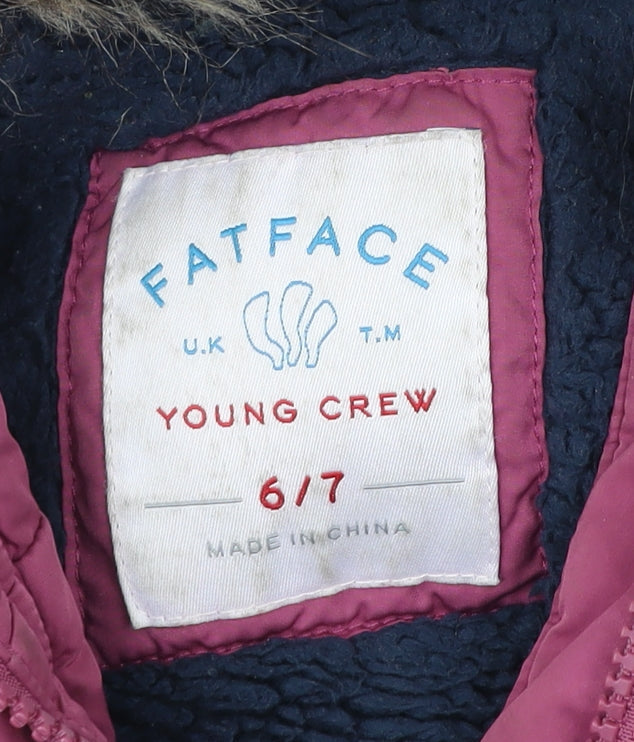 FATFACE
U.K T.M
YOUNG CREW
6/7
MADE IN CHINA